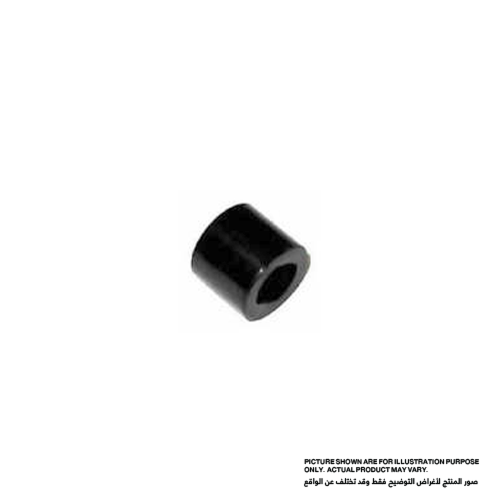 PICTURE SHOWN ARE FOR ILLUSTRATION PURPOSE
ONLY. ACTUAL PRODUCT MAY VARY.
صور المنتج لأغراض التوضيح فقط وقد تختلف عن الواقع